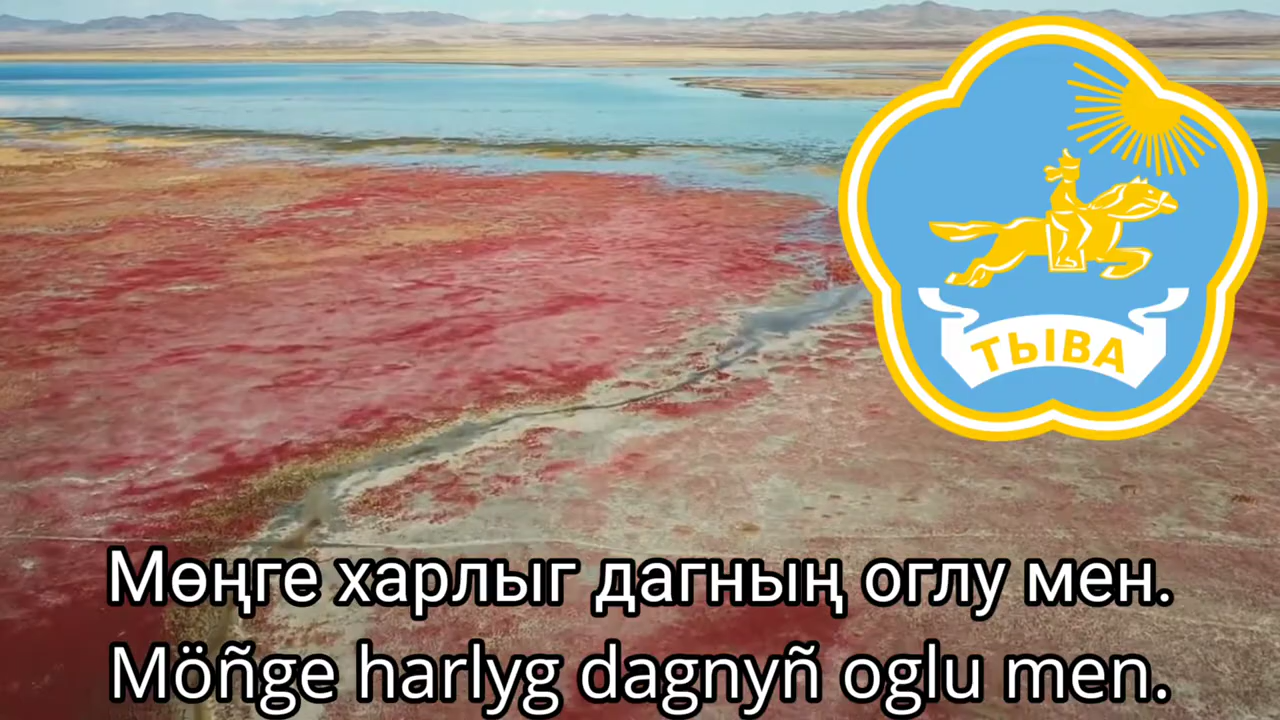 ТЫВА
Мөңге харлыг дагның оглу мен.
Möñge harlyg dagnyñ oglu men.